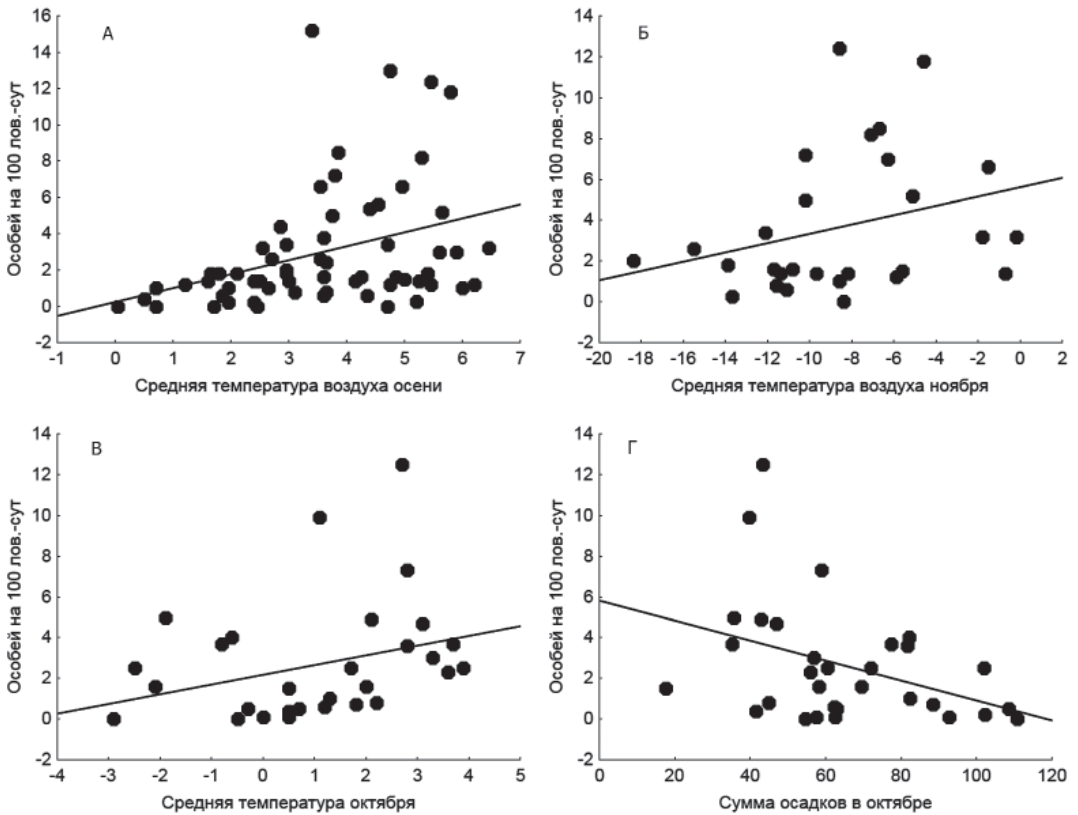 А
Особей на 100 лов.-сут
16
14
12
10
8
6
4
2
0
-2
-1 0 1 2 3 4 5 6 7
Средняя температура воздуха осени
Б
Особей на 100 лов.-сут
14
12
10
8
6
4
2
0
-2
-20 -18 -16 -14 -12 -10 -8 -6 -4 -2 0 2
Средняя температура воздуха ноября
В
Особей на 100 лов.-сут
14
12
10
8
6
4
2
0
-2
-4 -3 -2 -1 0 1 2 3 4 5
Средняя температура октября
Г
Особей на 100 лов.-сут
14
12
10
8
6
4
2
0
-2
0 20 40 60 80 100 120
Сумма осадков в октябре